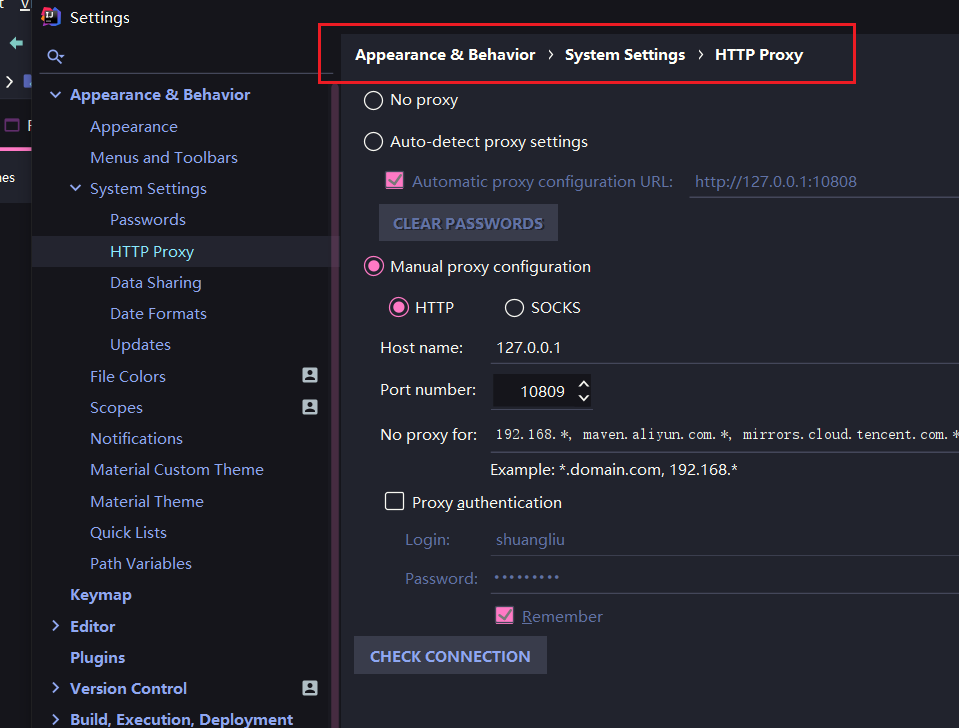 Settings
Appearance & Behavior
Appearance
Menus and Toolbars
System Settings
Passwords
HTTP Proxy
Data Sharing
Date Formats
Updates
File Colors
Scopes
Notifications
Material Custom Theme
Material Theme
Quick Lists
Path Variables
Keymap
Editor
Plugins
Version Control
Build, Execution, Deployment
Appearance & Behavior › System Settings › HTTP Proxy
No proxy
Auto-detect proxy settings
Automatic proxy configuration URL: http://127.0.0.1:10808
CLEAR PASSWORDS
Manual proxy configuration
HTTP SOCKS
Host name: 127.0.0.1
Port number: 10809
No proxy for: 192.168.*, maven.aliyun.com.*, mirrors.cloud.tencent.com.*
Example: *.domain.com, 192.168.*
Proxy authentication
Login: shuangliu
Password: •••••••••
Remember
CHECK CONNECTION